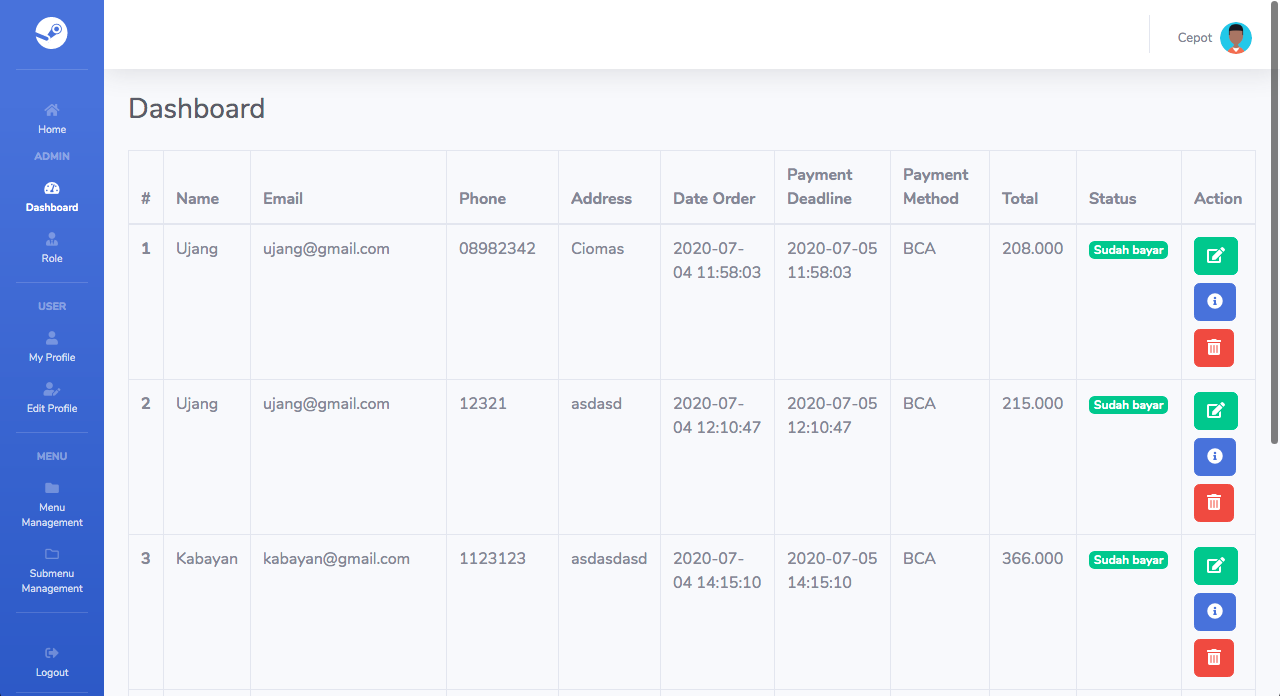 Cepot
Home
ADMIN
Dashboard
Role
USER
My Profile
Edit Profile
MENU
Menu
Management
Submenu
Management
Logout
Dashboard
# Name Email Phone Address Date Order Payment Deadline Payment Method Total Status Action
1 Ujang ujang@gmail.com 08982342 Ciomas 2020-07-04 11:58:03 2020-07-05 11:58:03 BCA 208.000 Sudah bayar
2 Ujang ujang@gmail.com 12321 asdasd 2020-07-04 12:10:47 2020-07-05 12:10:47 BCA 215.000 Sudah bayar
3 Kabayan kabayan@gmail.com 1123123 asdasdasd 2020-07-04 14:15:10 2020-07-05 14:15:10 BCA 366.000 Sudah bayar